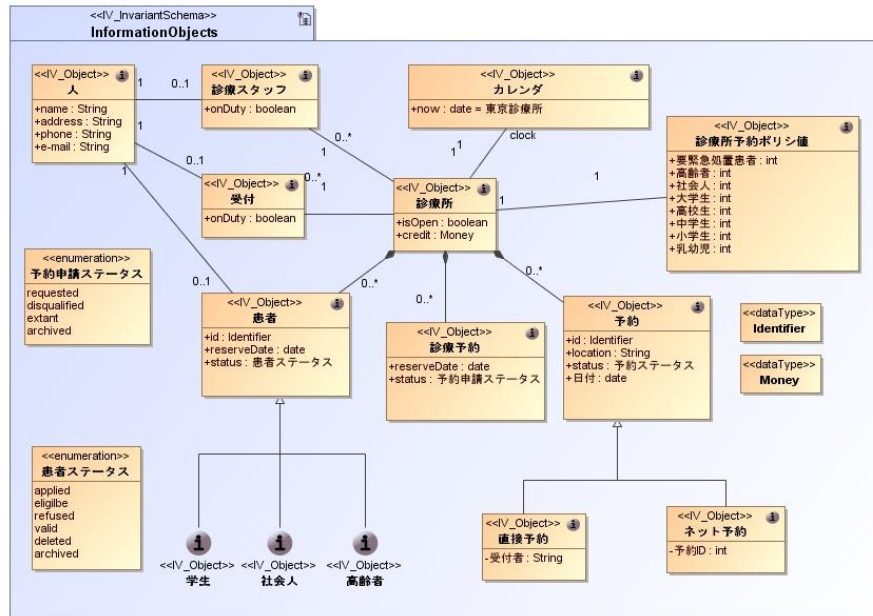 <<IV_InvariantSchema>>
InformationObjects
<<IV_Object>>
人
+name : String
+address : String
+phone : String
+e-mail : String
1
0..1
1
0..1
1
0..1
<<IV_Object>>
診療スタッフ
+onDuty : boolean
0..*
1
<<IV_Object>>
カレンダ
+now : date = 東京診療所
1
clock
1
<<IV_Object>>
診療所予約ポリシ値
+要緊急処置患者 : int
+高齢者 : int
+社会人 : int
+大学生 : int
+高校生 : int
+中学生 : int
+小学生 : int
+乳幼児 : int
1
1
<<IV_Object>>
受付
+onDuty : boolean
0..*
1
<<IV_Object>>
診療所
+isOpen : boolean
+credit : Money
0..*
0..*
0..*
<<enumeration>>
予約申請ステータス
requested
disqualified
extant
archived
<<IV_Object>>
患者
+id : Identifier
+reserveDate : date
+status : 患者ステータス
<<IV_Object>>
診療予約
+reserveDate : date
+status : 予約申請ステータス
<<IV_Object>>
予約
+id : Identifier
+location : String
+status : 予約ステータス
+日付 : date
<<dataType>>
Identifier
<<dataType>>
Money
<<enumeration>>
患者ステータス
applied
eligilbe
refused
valid
deleted
archived
<<IV_Object>>
学生
<<IV_Object>>
社会人
<<IV_Object>>
高齢者
<<IV_Object>>
直接予約
-受付者 : String
<<IV_Object>>
ネット予約
-予約ID : int